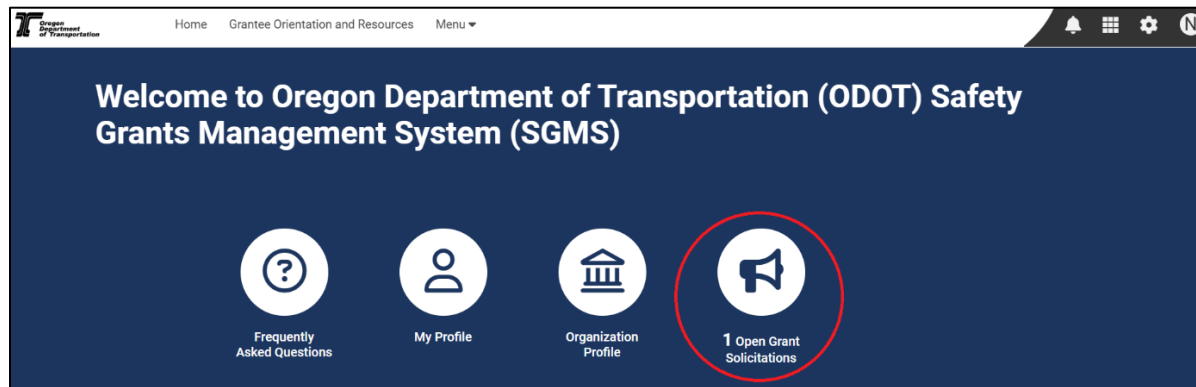 Oregon
Department
of Transportation
Home Grantee Orientation and Resources Menu
N
Welcome to Oregon Department of Transportation (ODOT) Safety
Grants Management System (SGMS)
?
Frequently
Asked Questions
My Profile
Organization
Profile
1 Open Grant
Solicitations